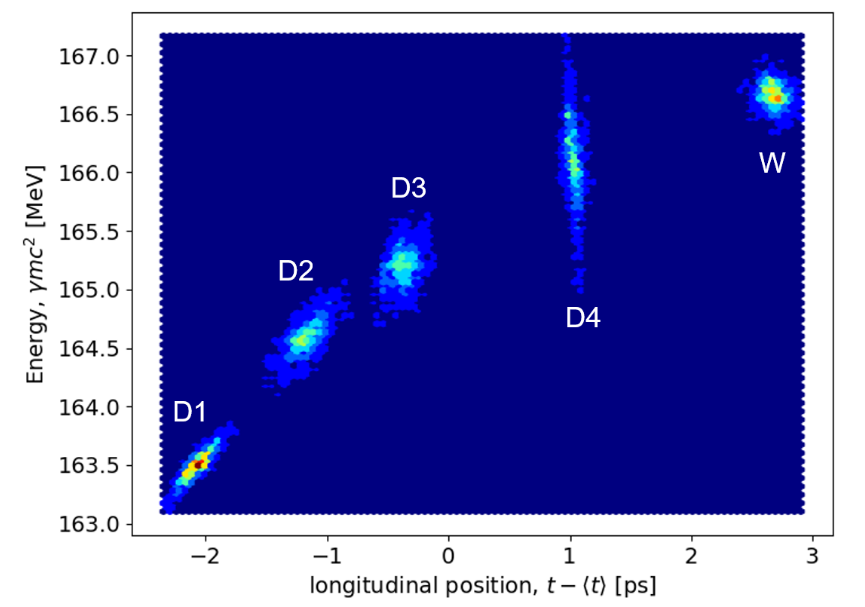 167.0
166.5
166.0
165.5
165.0
164.5
164.0
163.5
163.0
Energy, γmc² [MeV]
D1
D2
D3
D4
W
−2
−1
0
1
2
3
longitudinal position, t − ⟨t⟩ [ps]